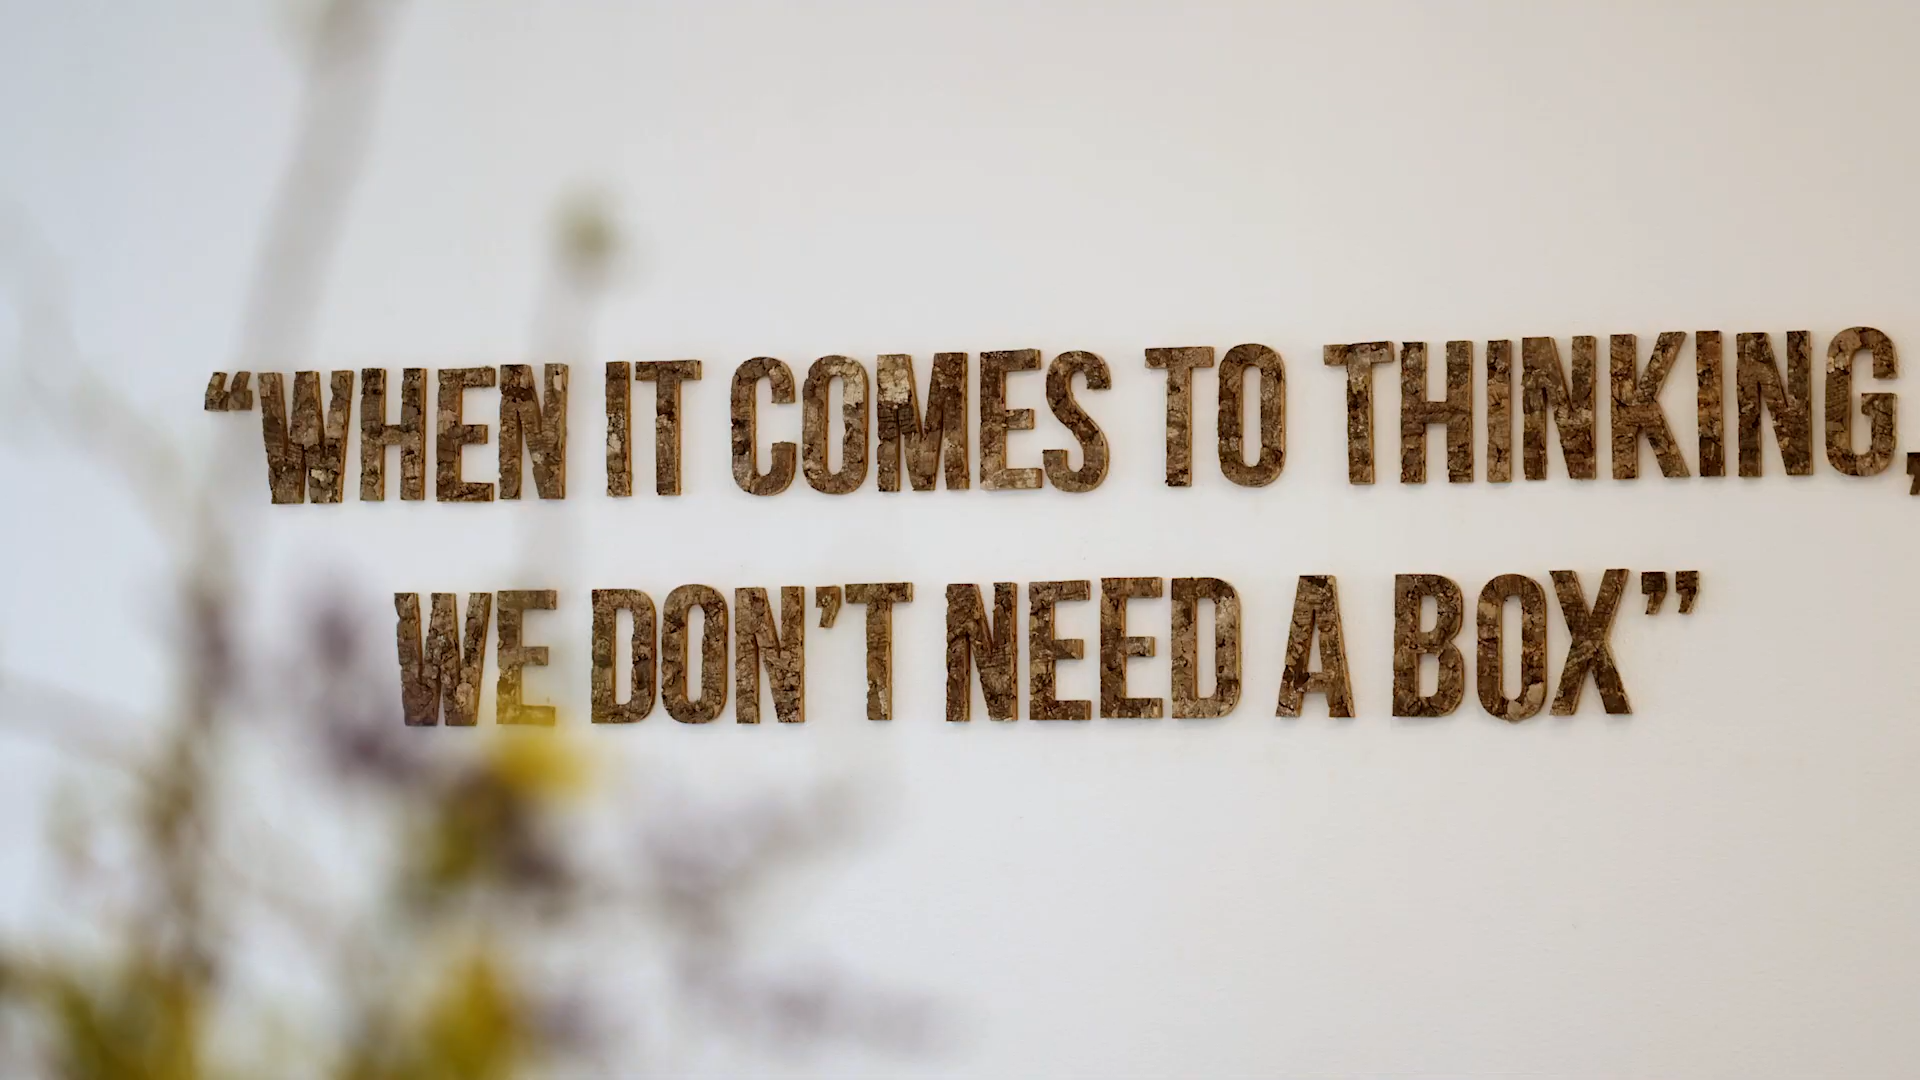 “WHEN IT COMES TO THINKING,
WE DON’T NEED A BOX”